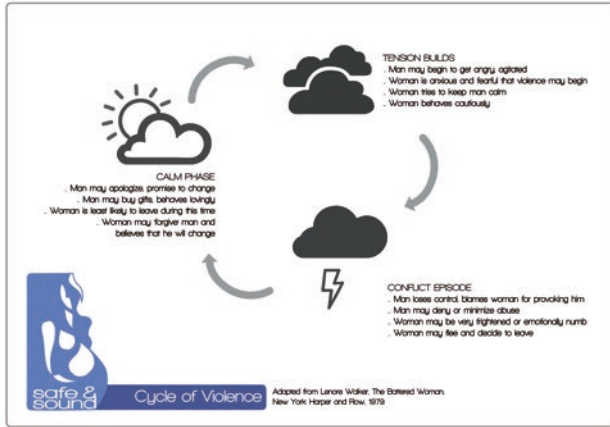 TENSION BUILDS
. Man may begin to get angry, agitated
. Woman is anxious and fearful that violence may begin
. Woman tries to keep man calm
. Woman behaves cautiously
CALM PHASE
. Man may apologize, promise to change
. Man may buy gifts, behaves lovingly
. Woman is least likely to leave during this time
. Woman may forgiver man and
believes that he will change
CONFLICT EPISODE
. Man loses control, blames woman for provoking him
. Man may deny or minimize abuse
. Woman may be very frightened or emotionally numb
. Woman may flee and decide to leave
safe &
sound
Cycle of Violence
Adapted from Lenore Walker, The Battered Woman,
New York: Harper and Row, 1979